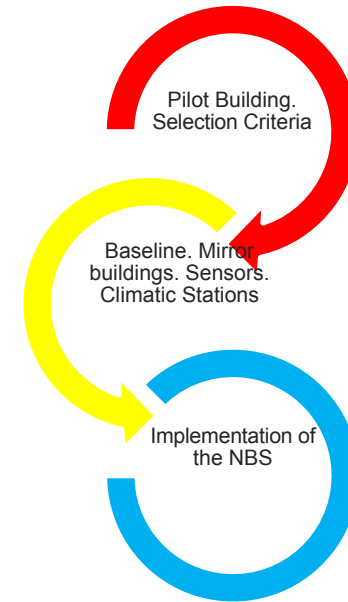 Pilot Building.
Selection Criteria
Baseline. Mirror
buildings. Sensors.
Climatic Stations
Implementation of
the NBS